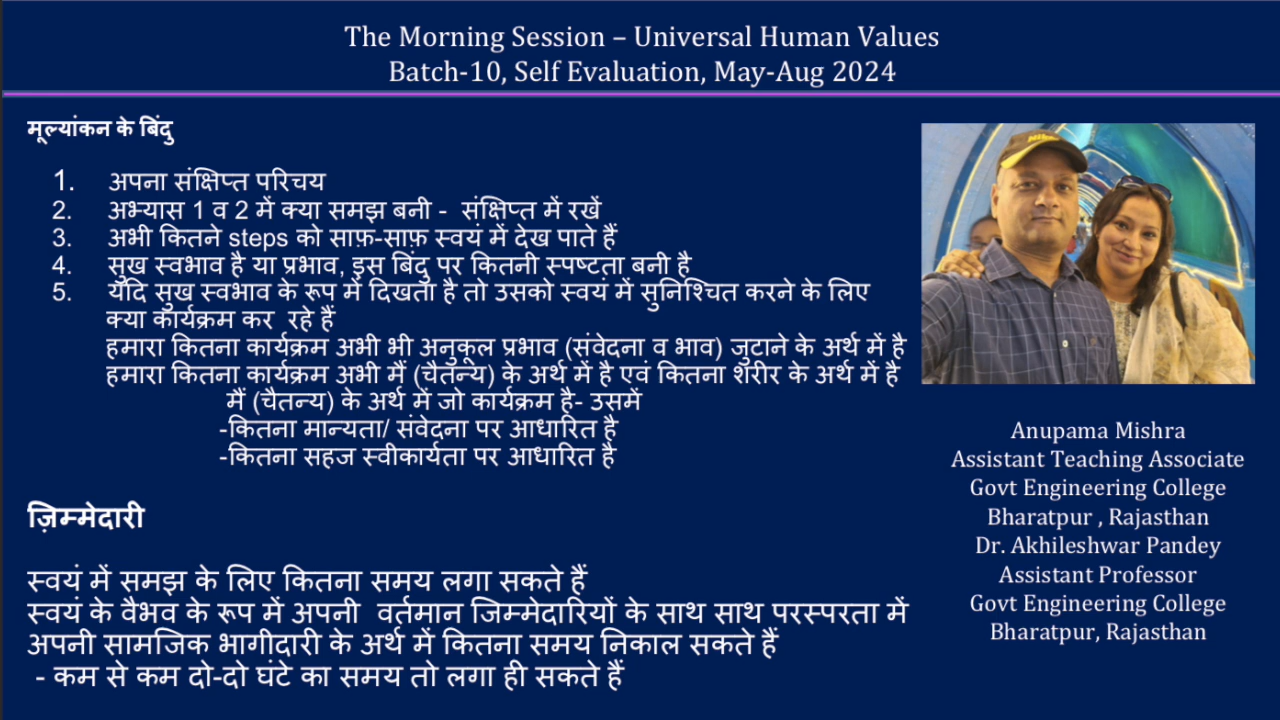 The Morning Session – Universal Human Values
Batch-10, Self Evaluation, May-Aug 2024
मूल्यांकन के बिंदु
1. अपना संक्षिप्त परिचय
2. अभ्यास 1 व 2 में क्या समझ बनी - संक्षिप्त में रखें
3. अभी कितने steps को साफ़-साफ़ स्वयं में देख पाते हैं
4. सुख स्वभाव है या प्रभाव, इस बिंदु पर कितनी स्पष्टता बनी है
5. यदि सुख स्वभाव के रूप में दिखता है तो उसको स्वयं में सुनिश्चित करने के लिए
क्या कार्यक्रम कर रहे हैं
हमारा कितना कार्यक्रम अभी भी अनुकूल प्रभाव (संवेदना व भाव) जुटाने के अर्थ में है
हमारा कितना कार्यक्रम अभी मैं (चैतन्य) के अर्थ में है एवं कितना शरीर के अर्थ में है
मैं (चैतन्य) के अर्थ में जो कार्यक्रम है- उसमें
-कितना मान्यता/ संवेदना पर आधारित है
-कितना सहज स्वीकार्यता पर आधारित है
ज़िम्मेदारी
स्वयं में समझ के लिए कितना समय लगा सकते हैं
स्वयं के वैभव के रूप में अपनी वर्तमान जिम्मेदारियों के साथ साथ परस्परता में
अपनी सामजिक भागीदारी के अर्थ में कितना समय निकाल सकते हैं
- कम से कम दो-दो घंटे का समय तो लगा ही सकते हैं
Anupama Mishra
Assistant Teaching Associate
Govt Engineering College
Bharatpur , Rajasthan
Dr. Akhileshwar Pandey
Assistant Professor
Govt Engineering College
Bharatpur, Rajasthan